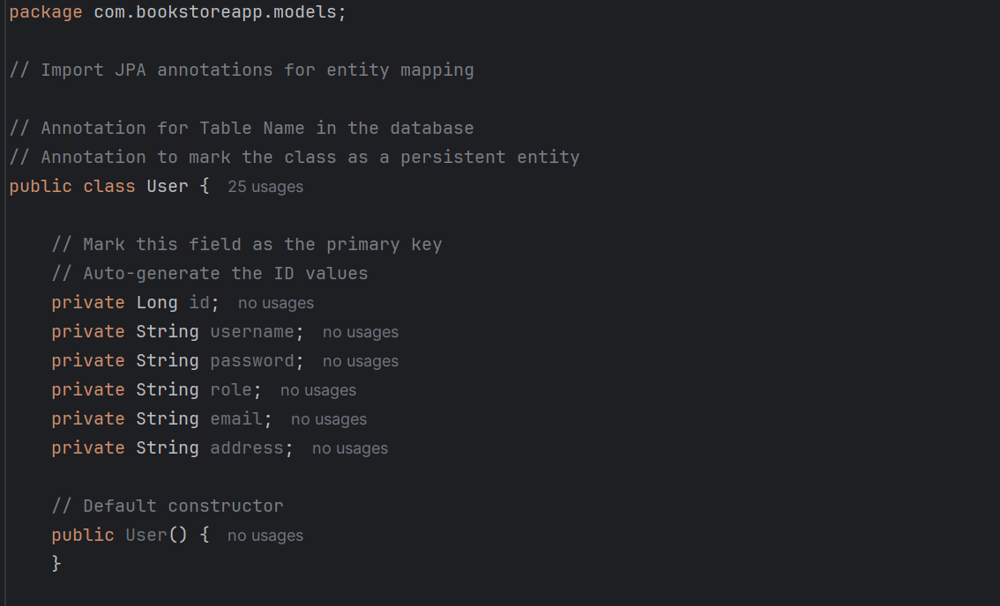 package com.bookstoreapp.models;
// Import JPA annotations for entity mapping
// Annotation for Table Name in the database
// Annotation to mark the class as a persistent entity
public class User {  25 usages
// Mark this field as the primary key
// Auto-generate the ID values
private Long id;  no usages
private String username;  no usages
private String password;  no usages
private String role;  no usages
private String email;  no usages
private String address;  no usages
// Default constructor
public User() {  no usages
}